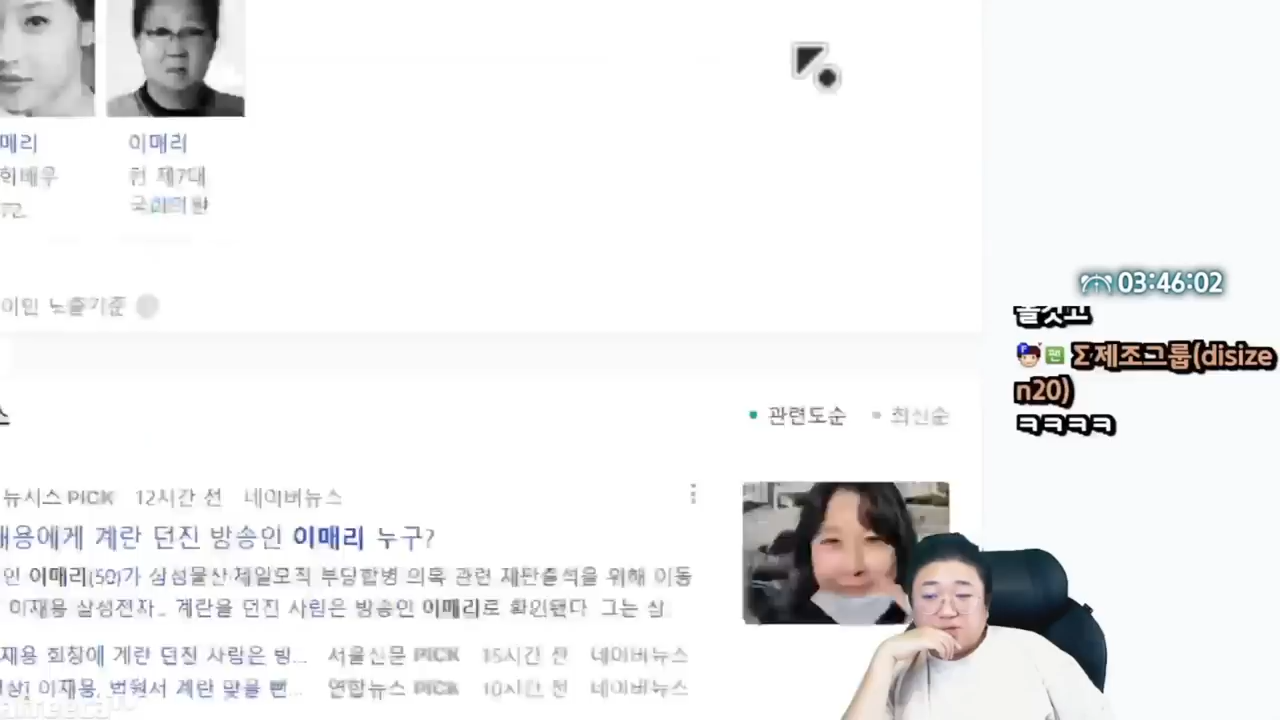 메리
이매리
희배우
전 제7대
72.
국회의원
이민 노출기준
03:46:02
Σ제조그룹(disize
n20)
ㅋㅋㅋㅋ
스
관련도순
최신순
뉴시스 PICK 12시간 전 네이버뉴스
재용에게 계란 던진 방송인 이매리 누구?
인 이매리(50)가 삼성물산·제일모직 부당합병 의혹 관련 재판출석을 위해 이동
이재용 삼성전자... 계란을 던진 사람은 방송인 이매리로 확인됐다. 그는 삼
재용 회장에 계란 던진 사람은 방... 서울신문 PICK 15시간 전 네이버뉴스
상] 이재용, 법원서 계란 맞을 뻔... 연합뉴스 PICK 10시간 전 네이버뉴스
afreecaTV